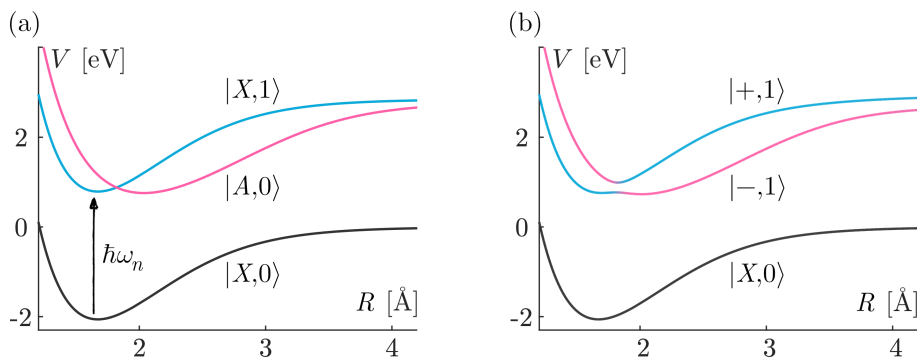 (a)
V [eV]
|X,1⟩
2
|A,0⟩
0
ℏωₙ
|X,0⟩
R [Å]
-2
2
3
4
(b)
V [eV]
|+,1⟩
2
|−,1⟩
0
|X,0⟩
R [Å]
-2
2
3
4